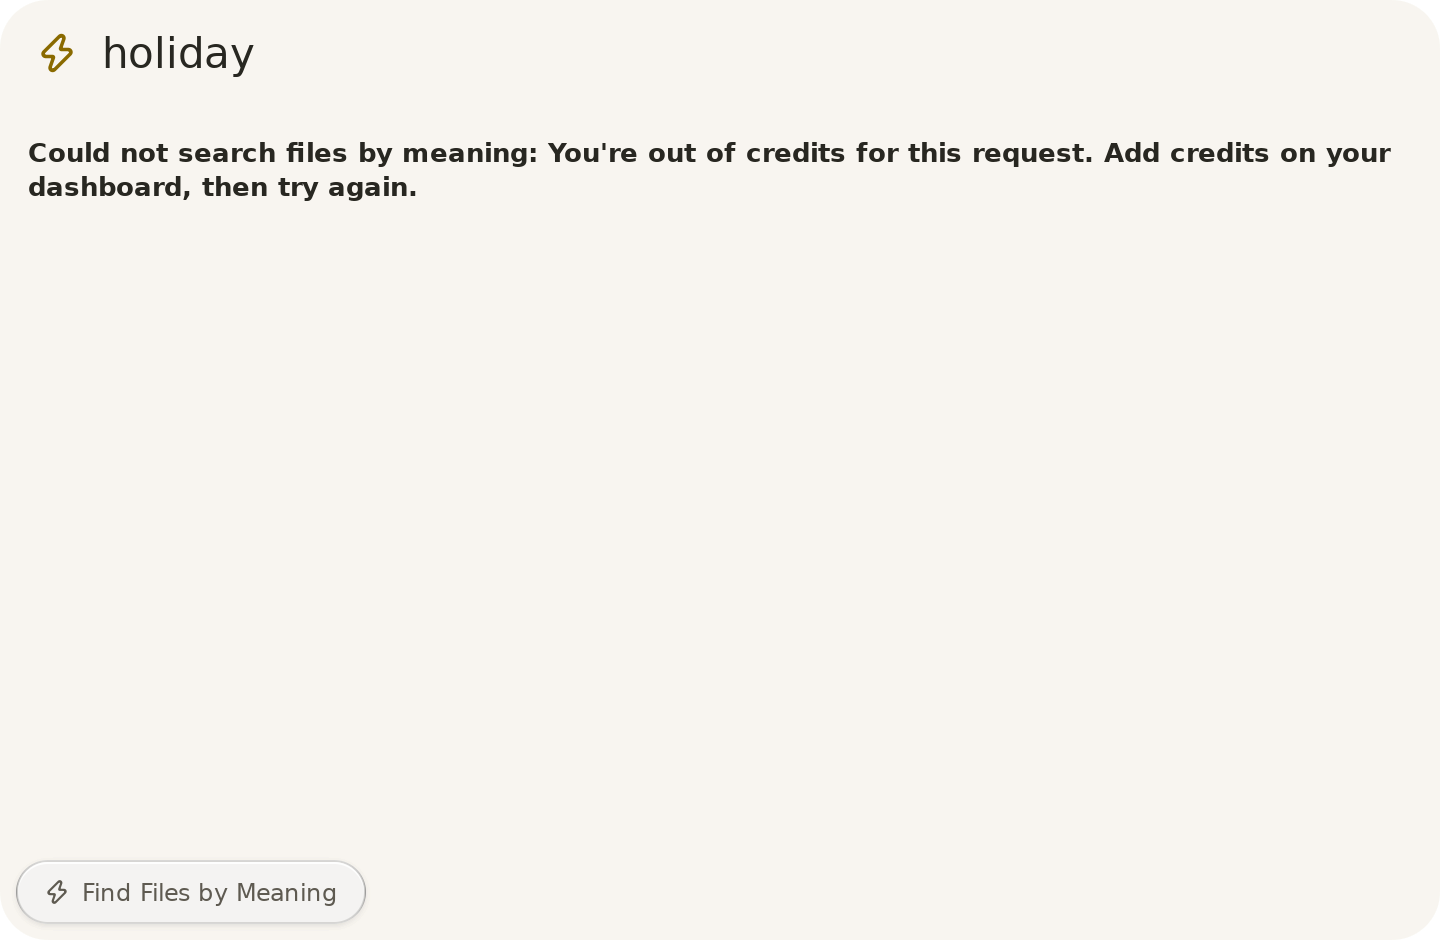 holiday
Could not search files by meaning: You're out of credits for this request. Add credits on your
dashboard, then try again.
Find Files by Meaning